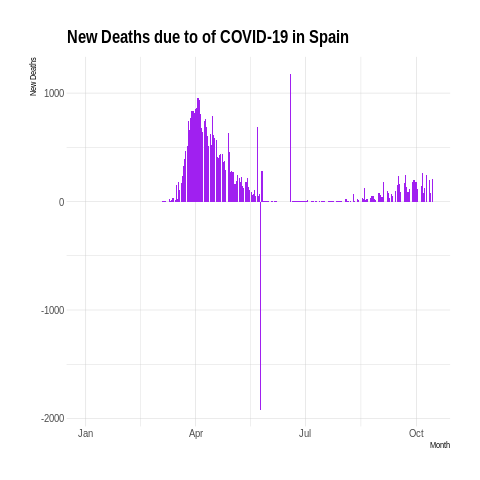 New Deaths due to of COVID-19 in Spain
New Deaths
1000
0
-1000
-2000
Jan
Apr
Jul
Oct
Month